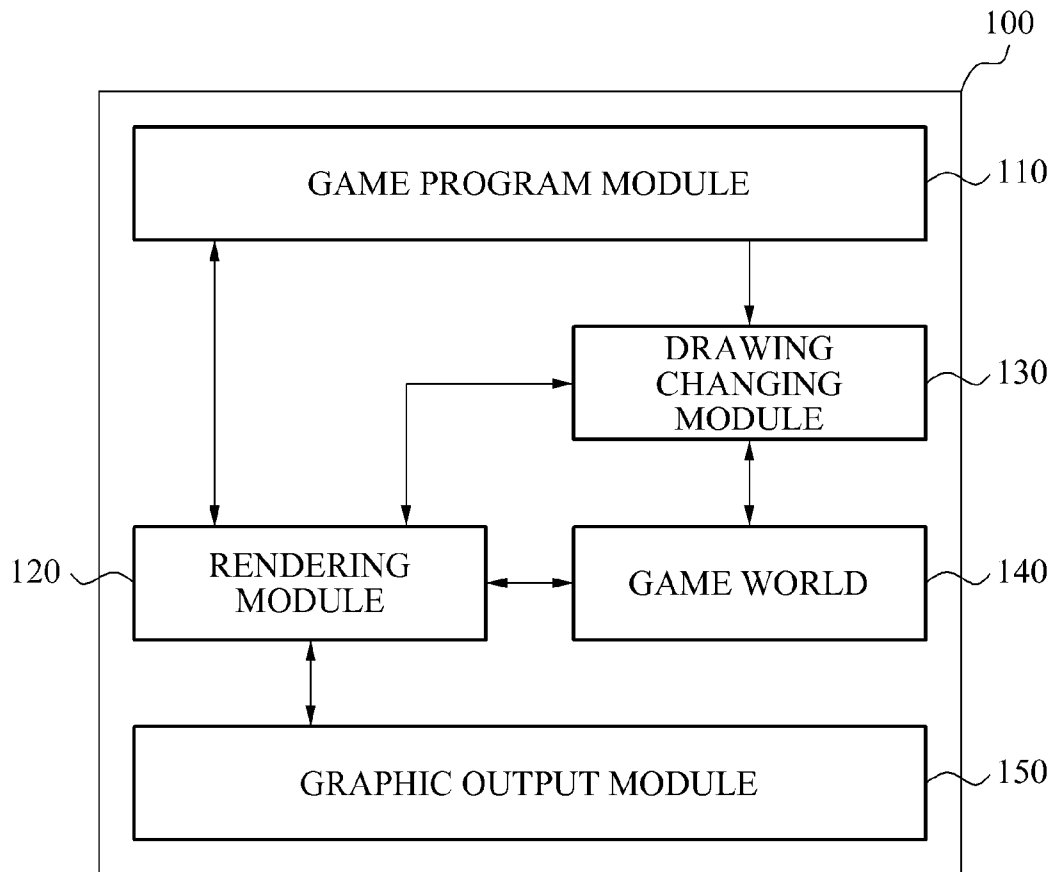 100
GAME PROGRAM MODULE
110
DRAWING
CHANGING
MODULE
130
120
RENDERING
MODULE
GAME WORLD
140
GRAPHIC OUTPUT MODULE
150